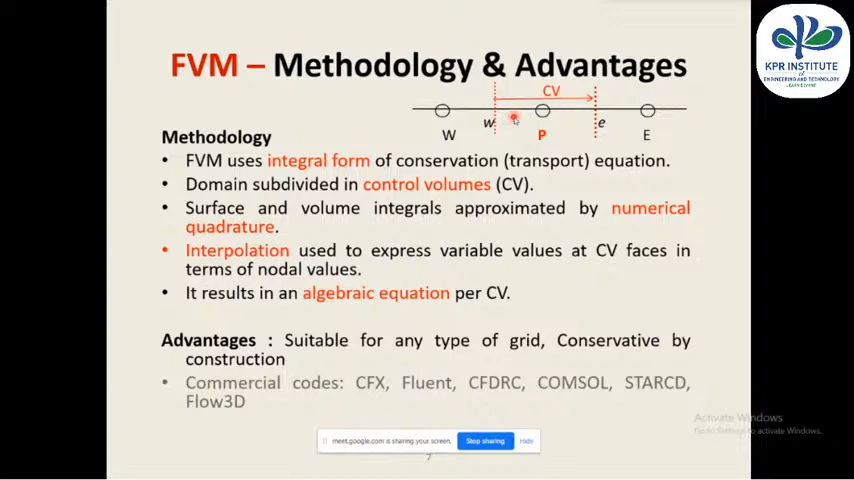 KPR INSTITUTE
OF
ENGINEERING AND TECHNOLOGY
FVM – Methodology & Advantages
CV
w e
W P E
Methodology
• FVM uses integral form of conservation (transport) equation.
• Domain subdivided in control volumes (CV).
• Surface and volume integrals approximated by numerical
quadrature.
• Interpolation used to express variable values at CV faces in
terms of nodal values.
• It results in an algebraic equation per CV.
Advantages : Suitable for any type of grid, Conservative by
construction
• Commercial codes: CFX, Fluent, CFDRC, COMSOL, STARCD,
Flow3D
Activate Windows
Go to Settings to activate Windows.
meet.google.com is sharing your screen. Stop sharing Hide
7